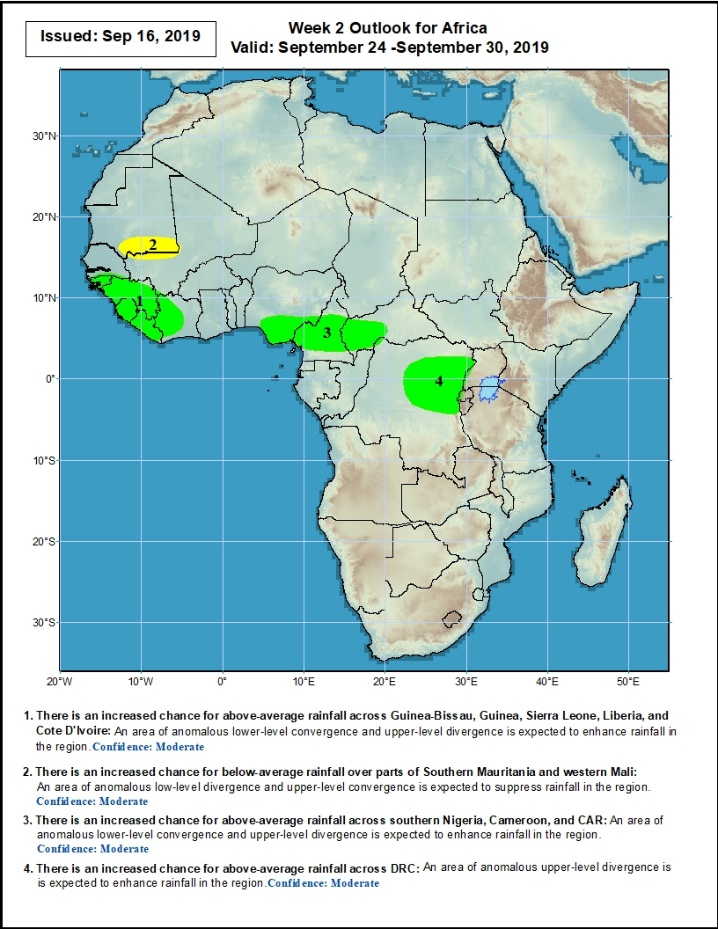 Issued: Sep 16, 2019
Week 2 Outlook for Africa
Valid: September 24 -September 30, 2019
30°N
20°N
10°N
0°
10°S
20°S
30°S
2
1
3
4
20°W
10°W
0°
10°E
20°E
30°E
40°E
50°E
1. There is an increased chance for above-average rainfall across Guinea-Bissau, Guinea, Sierra Leone, Liberia, and
Cote D'Ivoire: An area of anomalous lower-level convergence and upper-level divergence is expected to enhance rainfall in
the region. Confidence: Moderate
2. There is an increased chance for below-average rainfall over parts of Southern Mauritania and western Mali:
An area of anomalous low-level divergence and upper-level convergence is expected to suppress rainfall in the region.
Confidence: Moderate
3. There is an increased chance for above-average rainfall across southern Nigeria, Cameroon, and CAR: An area of
anomalous lower-level convergence and upper-level divergence is expected to enhance rainfall in the region.
Confidence: Moderate
4. There is an increased chance for above-average rainfall across DRC: An area of anomalous upper-level divergence is
is expected to enhance rainfall in the region. Confidence: Moderate